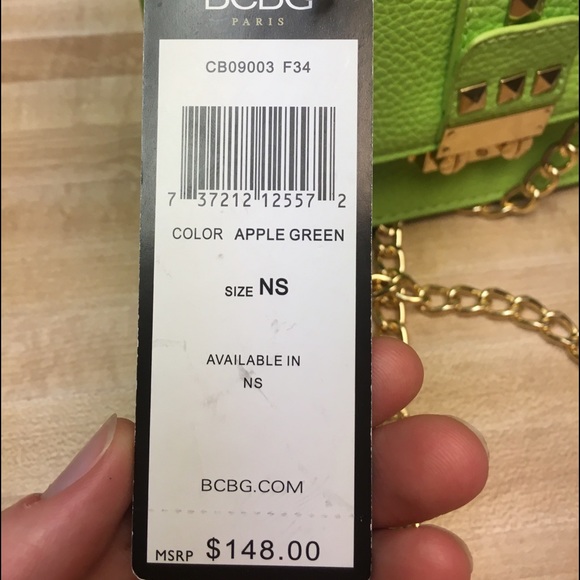 BCBG
PARIS
CB09003 F34
7 37212 12557 2
COLOR APPLE GREEN
SIZE NS
AVAILABLE IN
NS
BCBG.COM
MSRP $148.00